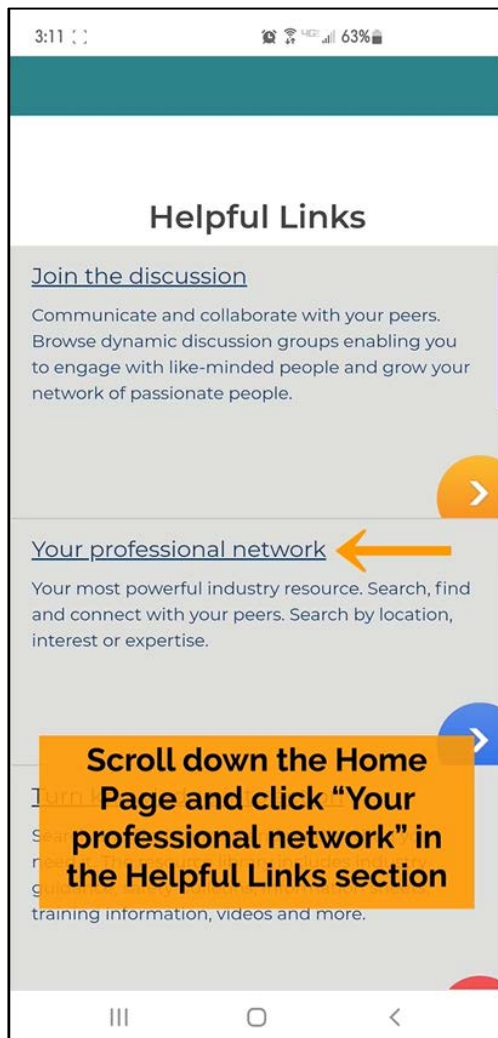 3:11
4GE 63%
Helpful Links
Join the discussion
Communicate and collaborate with your peers.
Browse dynamic discussion groups enabling you
to engage with like-minded people and grow your
network of passionate people.
Your professional network
Your most powerful industry resource. Search, find
and connect with your peers. Search by location,
interest or expertise.
Scroll down the Home
Page and click “Your
professional network” in
the Helpful Links section
training information, videos and more.